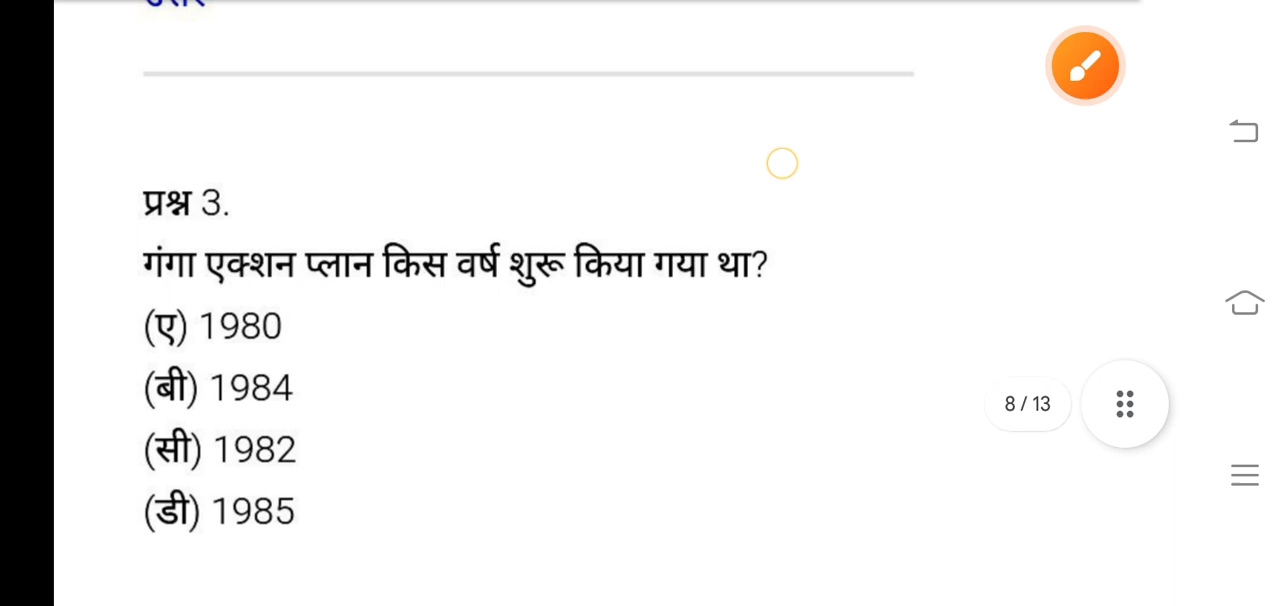 प्रश्न 3.
गंगा एक्शन प्लान किस वर्ष शुरू किया गया था?
(ए) 1980
(बी) 1984
(सी) 1982
(डी) 1985
8 / 13